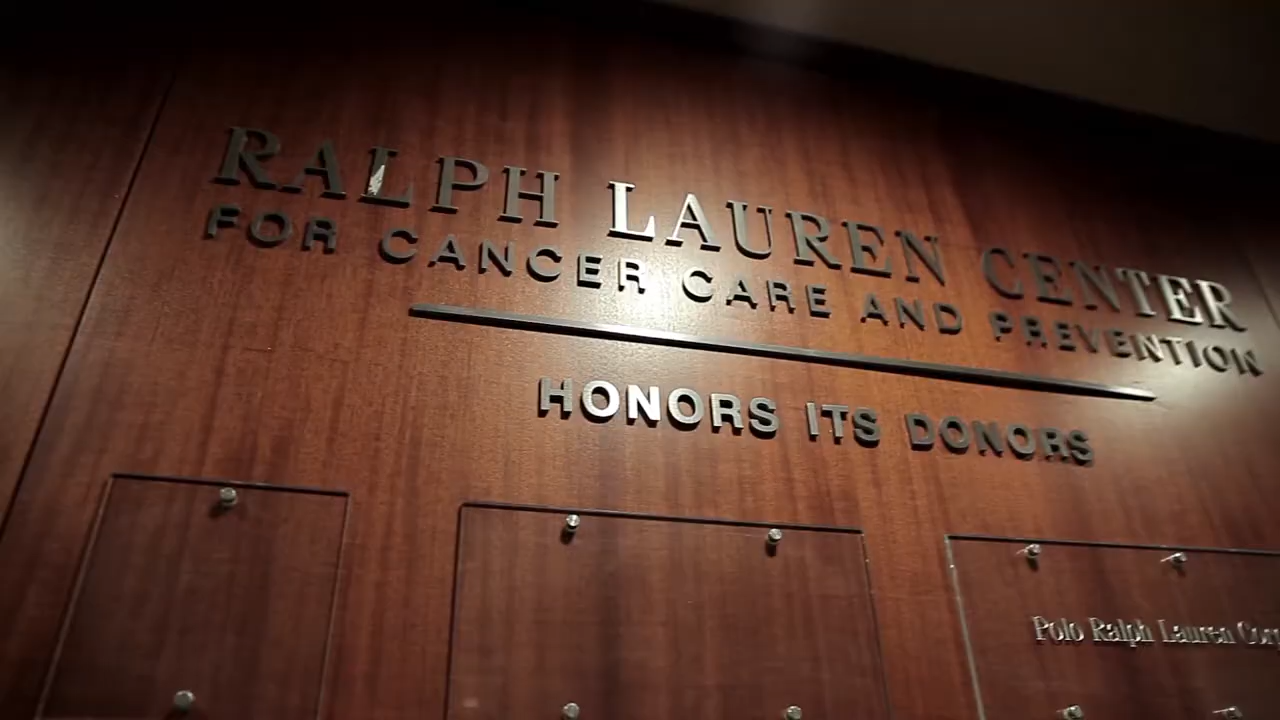 RALPH LAUREN CENTER
FOR CANCER CARE AND PREVENTION
HONORS ITS DONORS
Polo Ralph Lauren